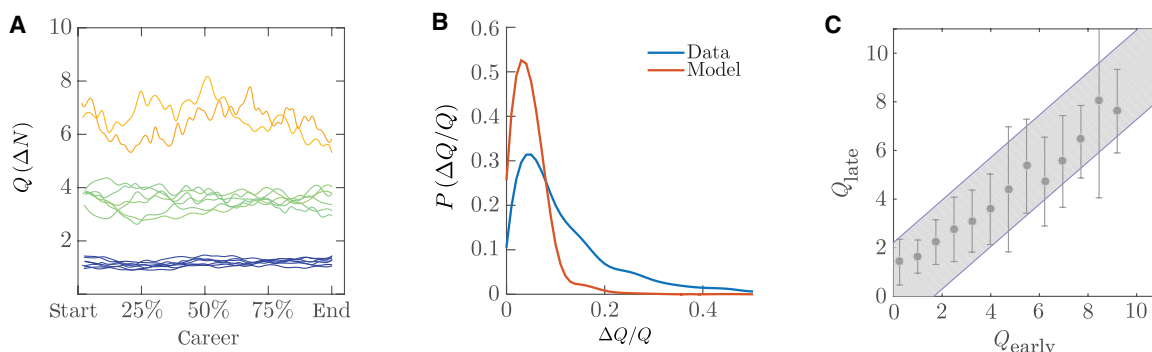 A
Q (ΔN)
10
8
6
4
2
Start 25% 50% 75% End
Career
B
P (ΔQ/Q)
0.6
0.5
0.4
0.3
0.2
0.1
0
0 0.2 0.4
ΔQ/Q
Data
Model
C
Q_late
10
8
6
4
2
0
0 2 4 6 8 10
Q_early